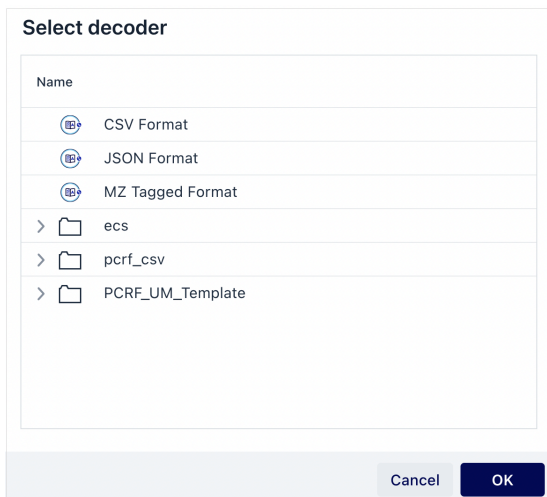 Select decoder
Name
CSV Format
JSON Format
MZ Tagged Format
ecs
pcrf_csv
PCRF_UM_Template
Cancel OK